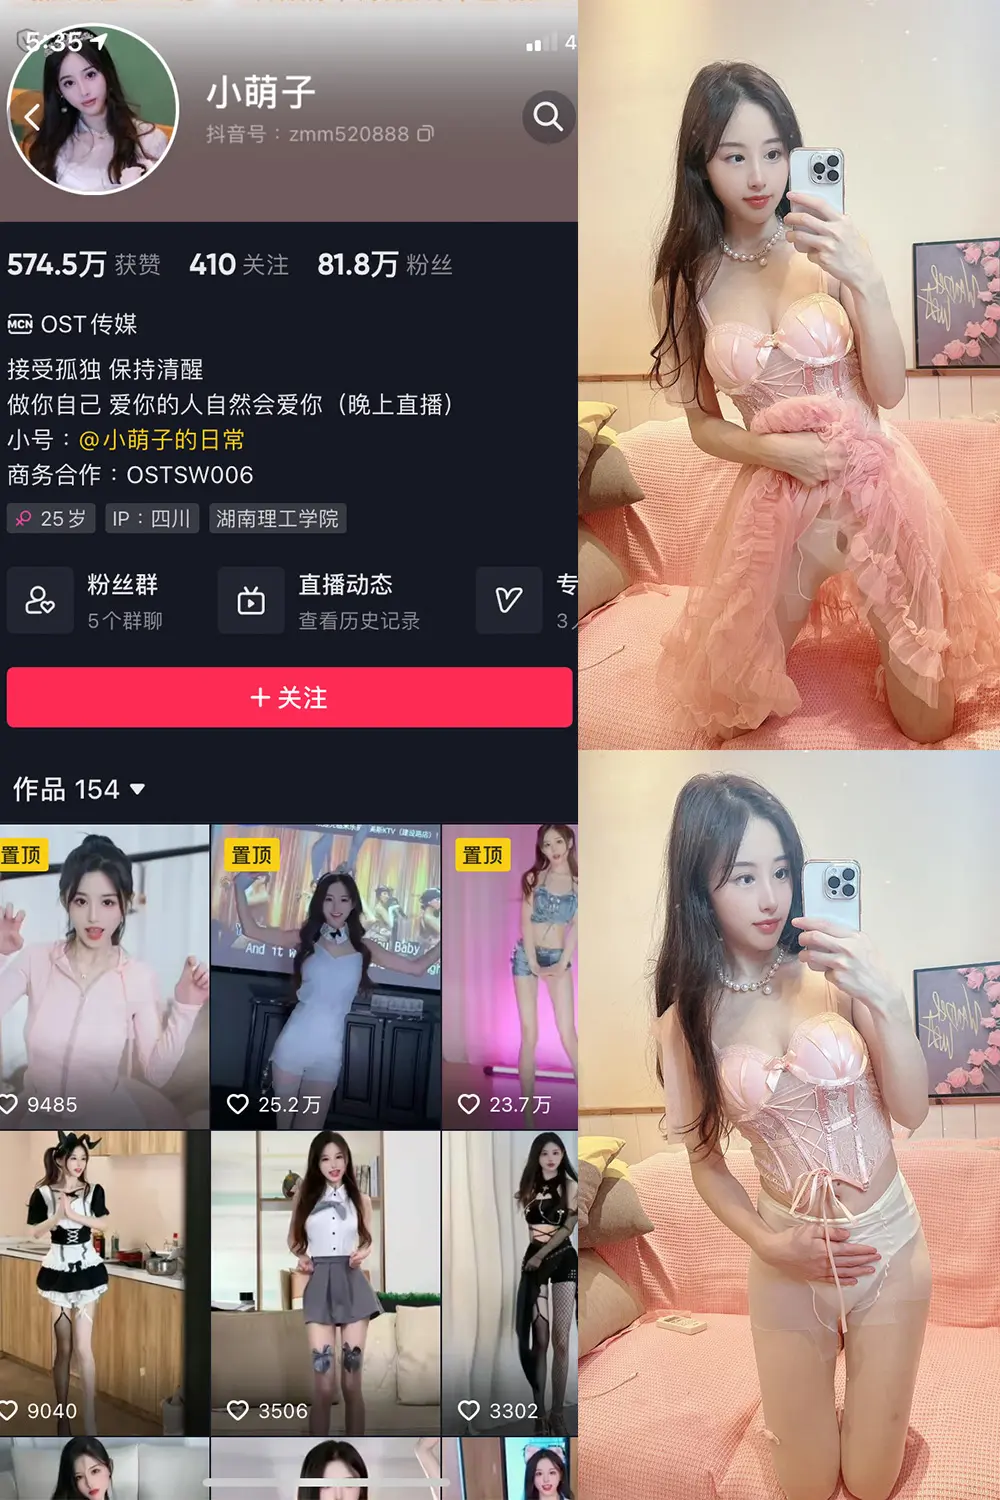 5:35
4
小萌子
抖音号：zmm520888
574.5万 获赞 410 关注 81.8万 粉丝
MCN OST传媒
接受孤独 保持清醒
做你自己 爱你的人自然会爱你（晚上直播）
小号：@小萌子的日常
商务合作：OSTSW006
25岁 IP：四川 湖南理工学院
粉丝群 直播动态 专
5个群聊 查看历史记录 3
+ 关注
作品 154
置顶 置顶 置顶
And it w
u Baby
9485 25.2万 23.7万
9040 3506 3302